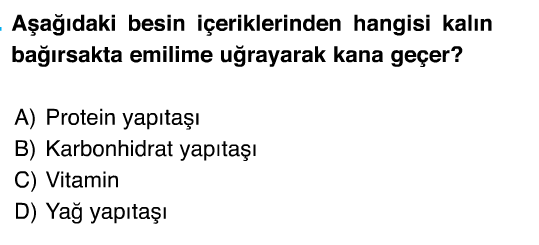 Aşağıdaki besin içeriklerinden hangisi kalın
bağırsakta emilime uğrayarak kana geçer?
A) Protein yapıtaşı
B) Karbonhidrat yapıtaşı
C) Vitamin
D) Yağ yapıtaşı